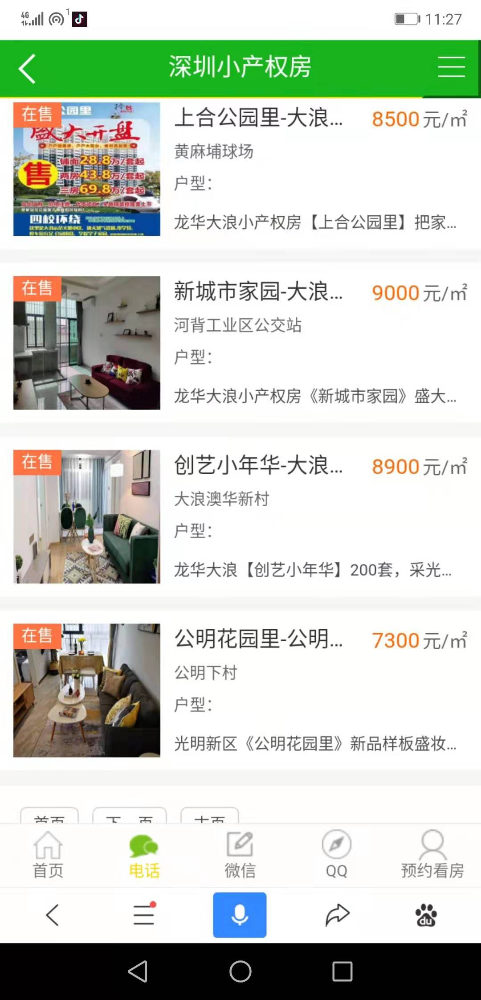 4G
1
11:27
深圳小产权房
在售
公园里
盛大开盘
售
铺面28.8万/套起
两房43.8万/套起
三房69.8万/套起
四校环绕
上合公园里-大浪...
8500元/㎡
黄麻埔球场
户型：
龙华大浪小产权房【上合公园里】把家...
在售
新城市家园-大浪...
9000元/㎡
河背工业区公交站
户型：
龙华大浪小产权房《新城市家园》盛大...
在售
创艺小年华-大浪...
8900元/㎡
大浪澳华新村
户型：
龙华大浪【创艺小年华】200套，采光...
在售
公明花园里-公明...
7300元/㎡
公明下村
户型：
光明新区《公明花园里》新品样板盛妆...
首页
电话
微信
QQ
预约看房
du